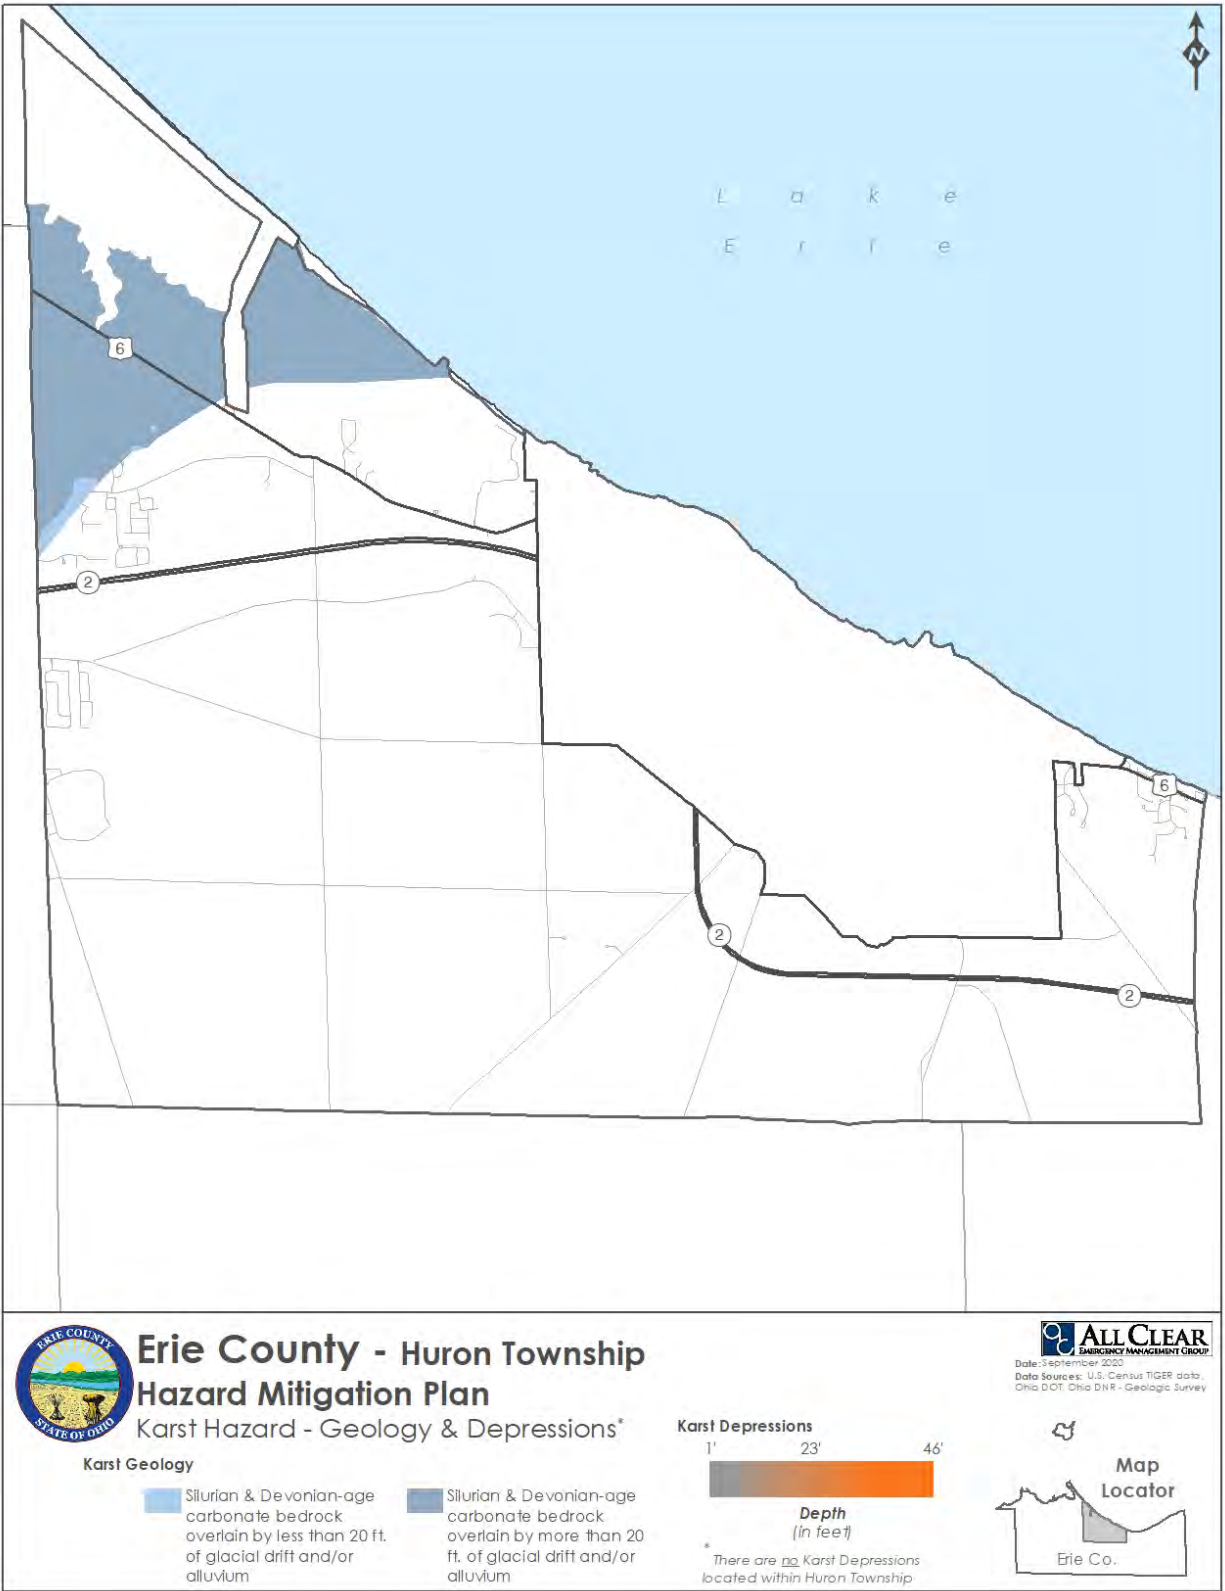 N
L a k e
E r i e
6
2
6
2
2
ERIE COUNTY
STATE OF OHIO
Erie County - Huron Township
Hazard Mitigation Plan
Karst Hazard - Geology & Depressions*
Karst Geology
Silurian & Devonian-age
carbonate bedrock
overlain by less than 20 ft.
of glacial drift and/or
alluvium
Silurian & Devonian-age
carbonate bedrock
overlain by more than 20
ft. of glacial drift and/or
alluvium
Karst Depressions
1' 23' 46'
Depth
(in feet)
*
There are no Karst Depressions
located within Huron Township
ALL CLEAR
EMERGENCY MANAGEMENT GROUP
Date: September 2020
Data Sources: U.S. Census TIGER data,
Ohio DOT, Ohio DNR - Geologic Survey
Map
Locator
Erie Co.